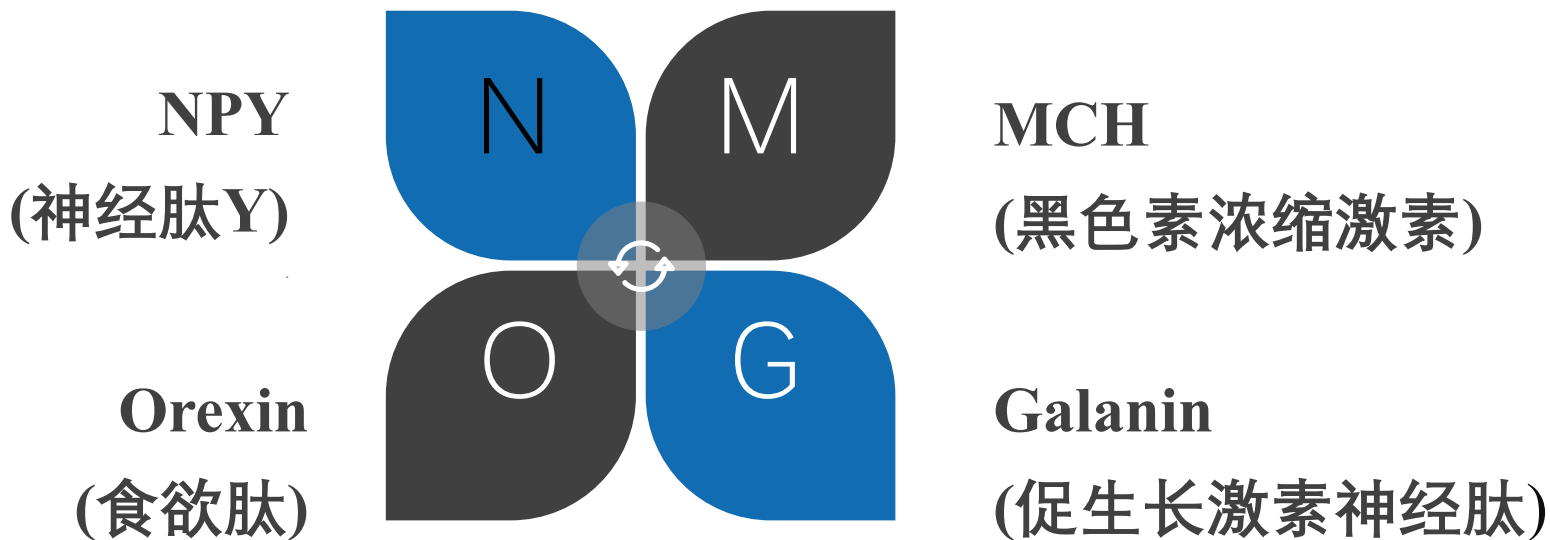 NPY
(神经肽Y)
N
M
MCH
(黑色素浓缩激素)
Orexin
(食欲肽)
O
G
Galanin
(促生长激素神经肽)